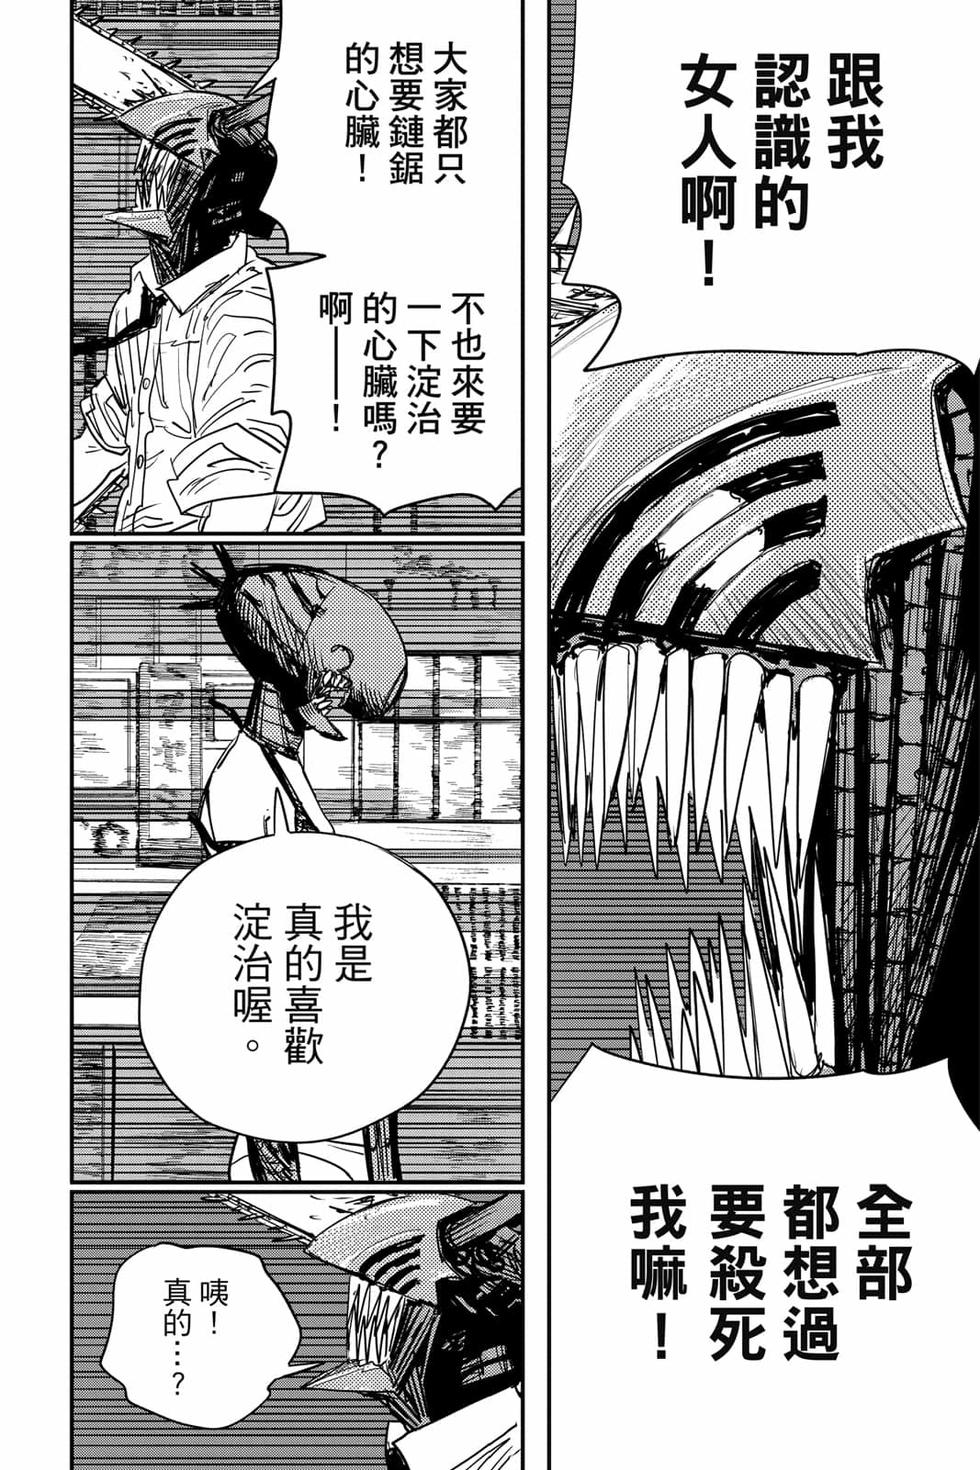 跟我
認識的
女人啊！
全部
都想過
要殺死
我嘛！
大家都只
想要鏈鋸
的心臟！
不也來要
一下淀治
的心臟嗎？
啊——！
我是
真的喜歡
淀治喔。
咦！
真的…？